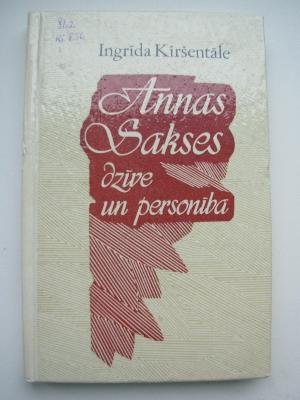 Ingrīda Kiršentāle
Annas
Sakses
dzīve
un personība